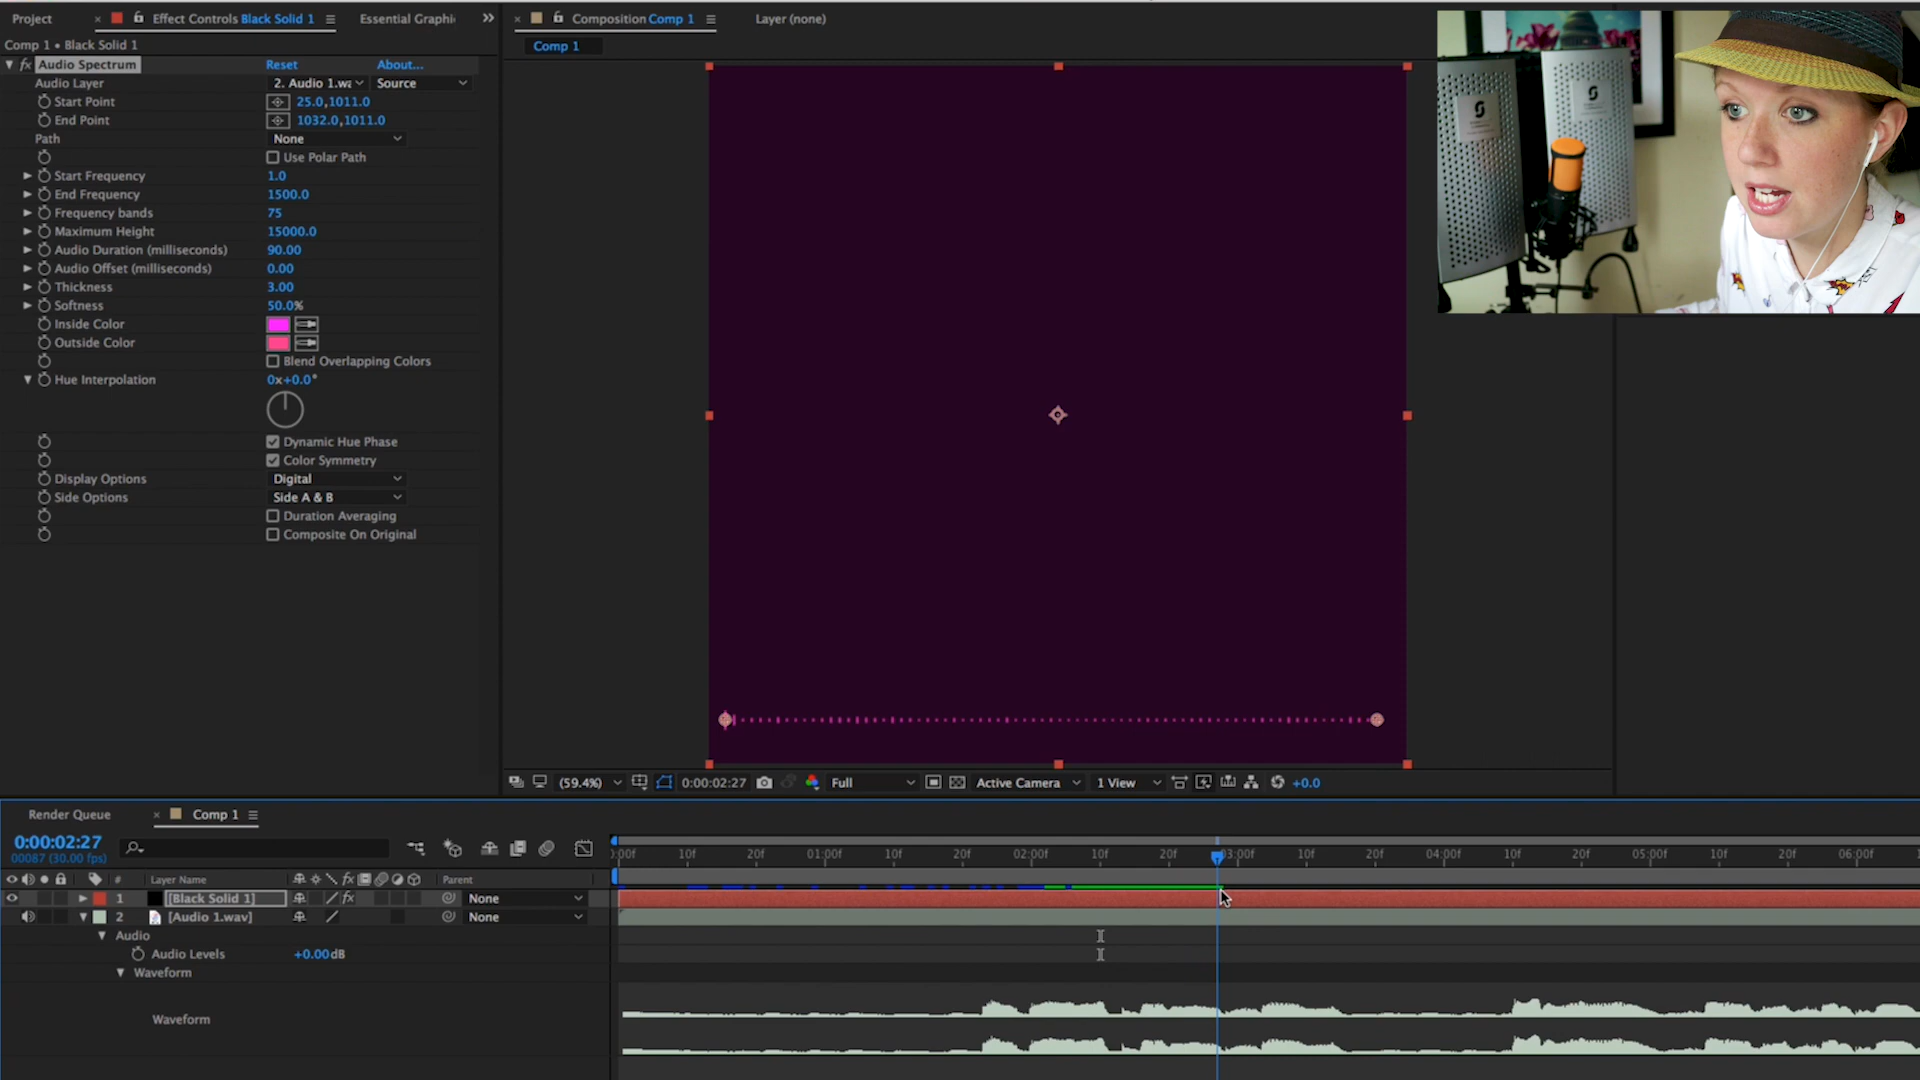 Project
Effect Controls Black Solid 1
Essential Graphi
Composition Comp 1
Layer (none)
Comp 1 • Black Solid 1
Comp 1
fx Audio Spectrum Reset About...
Audio Layer 2. Audio 1.wa Source
Start Point 25.0,1011.0
End Point 1032.0,1011.0
Path None
Use Polar Path
Start Frequency 1.0
End Frequency 1500.0
Frequency bands 75
Maximum Height 15000.0
Audio Duration (milliseconds) 90.00
Audio Offset (milliseconds) 0.00
Thickness 3.00
Softness 50.0%
Inside Color
Outside Color
Blend Overlapping Colors
Hue Interpolation 0x+0.0°
Dynamic Hue Phase
Color Symmetry
Display Options Digital
Side Options Side A & B
Duration Averaging
Composite On Original
(59.4%) 0:00:02:27 Full Active Camera 1 View +0.0
Render Queue
Comp 1
0:00:02:27
00087 (30.00 fps)
:00f 10f 20f 01:00f 10f 20f 02:00f 10f 20f 03:00f 10f 20f 04:00f 10f 20f 05:00f 10f 20f 06:00f
# Layer Name fx Parent
1 [Black Solid 1] fx None
2 [Audio 1.wav] None
Audio
Audio Levels +0.00dB
Waveform
Waveform